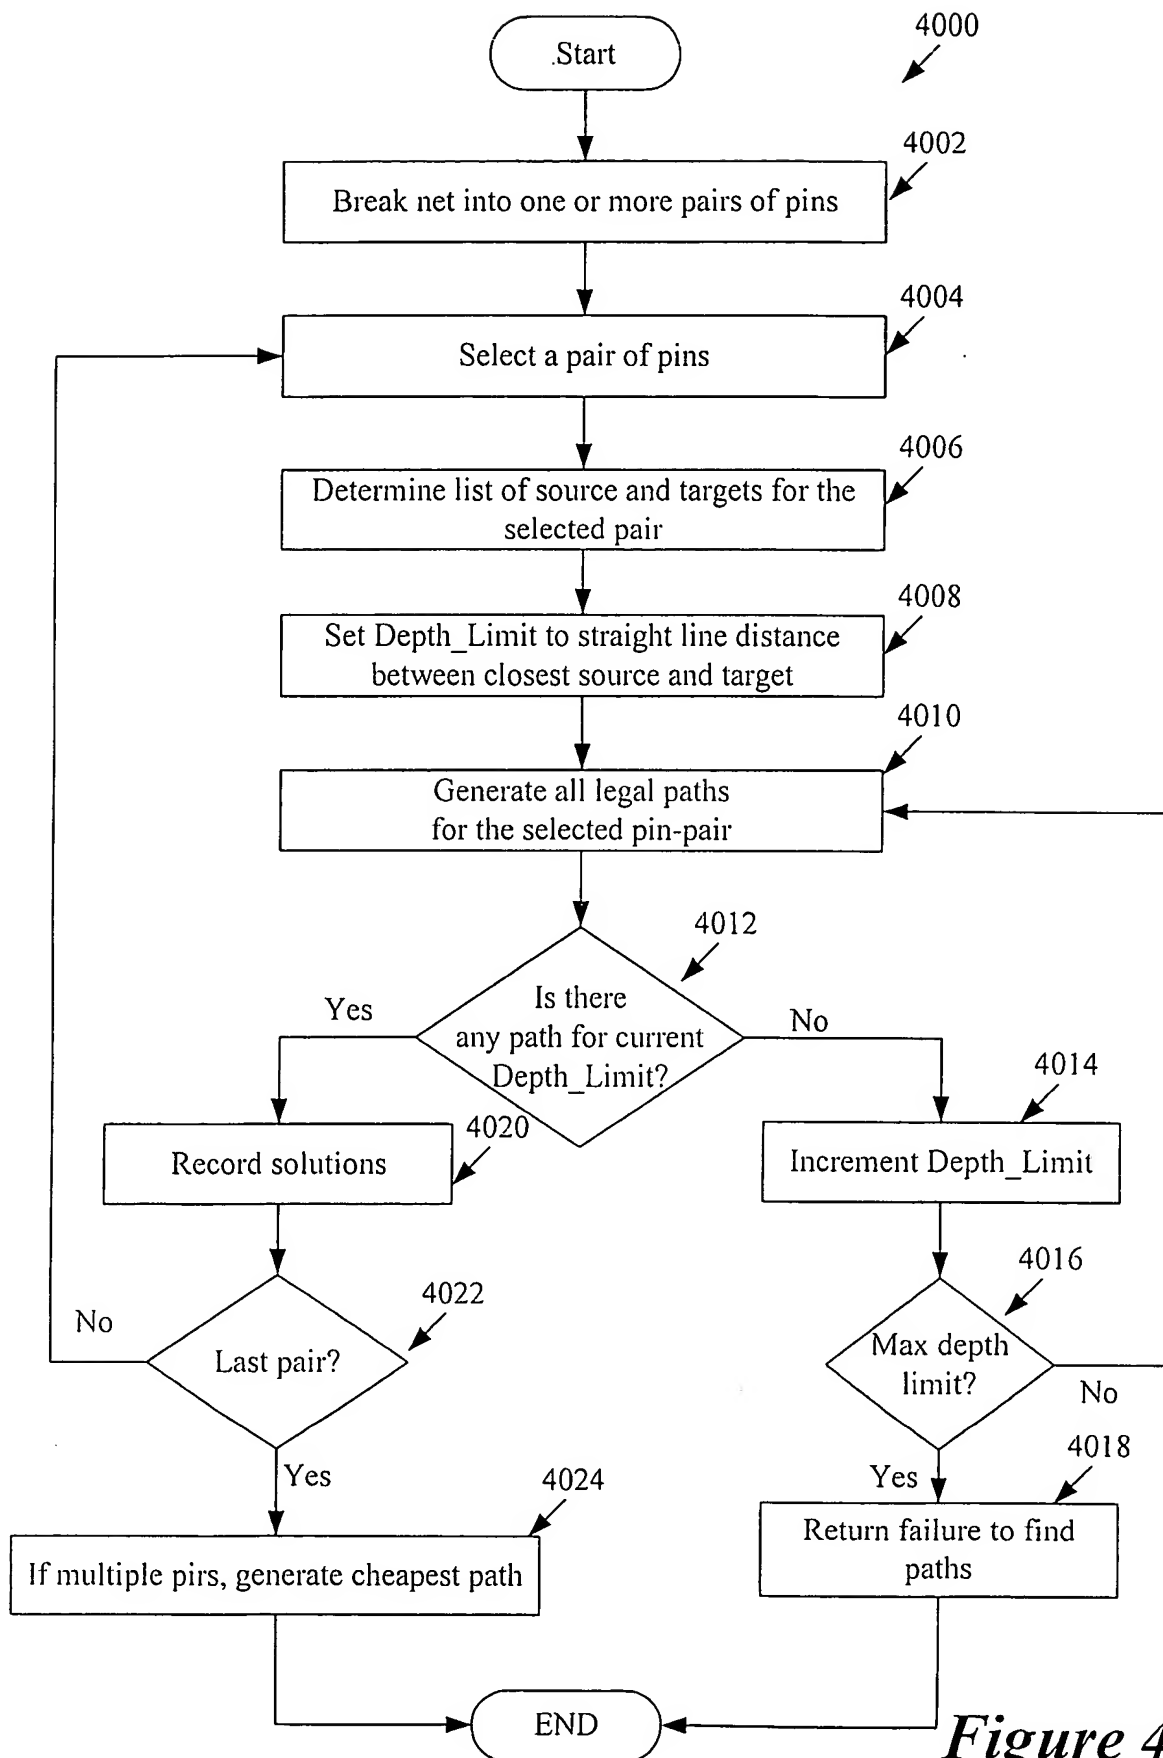 4000
.Start
4002
Break net into one or more pairs of pins
4004
Select a pair of pins
4006
Determine list of source and targets for the
selected pair
4008
Set Depth_Limit to straight line distance
between closest source and target
4010
Generate all legal paths
for the selected pin-pair
4012
Is there
any path for current
Depth_Limit?
Yes
No
4014
Increment Depth_Limit
4020
Record solutions
4016
Max depth
limit?
No
4022
Last pair?
No
Yes
Yes
4018
Return failure to find
paths
4024
If multiple pirs, generate cheapest path
END
Figure 4